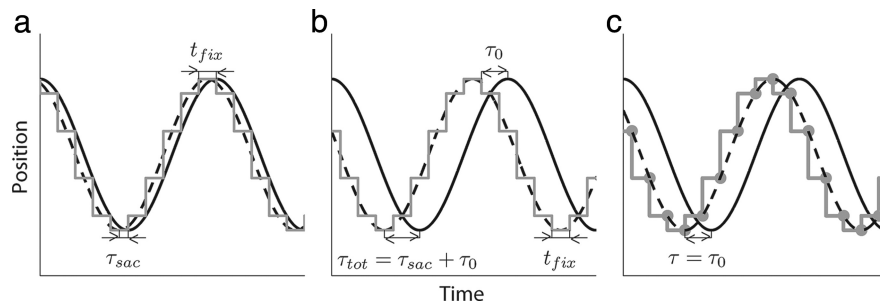 a
b
c
t_{fix}
τ_0
Position
τ_{sac}
τ_{tot} = τ_{sac} + τ_0
t_{fix}
τ = τ_0
Time